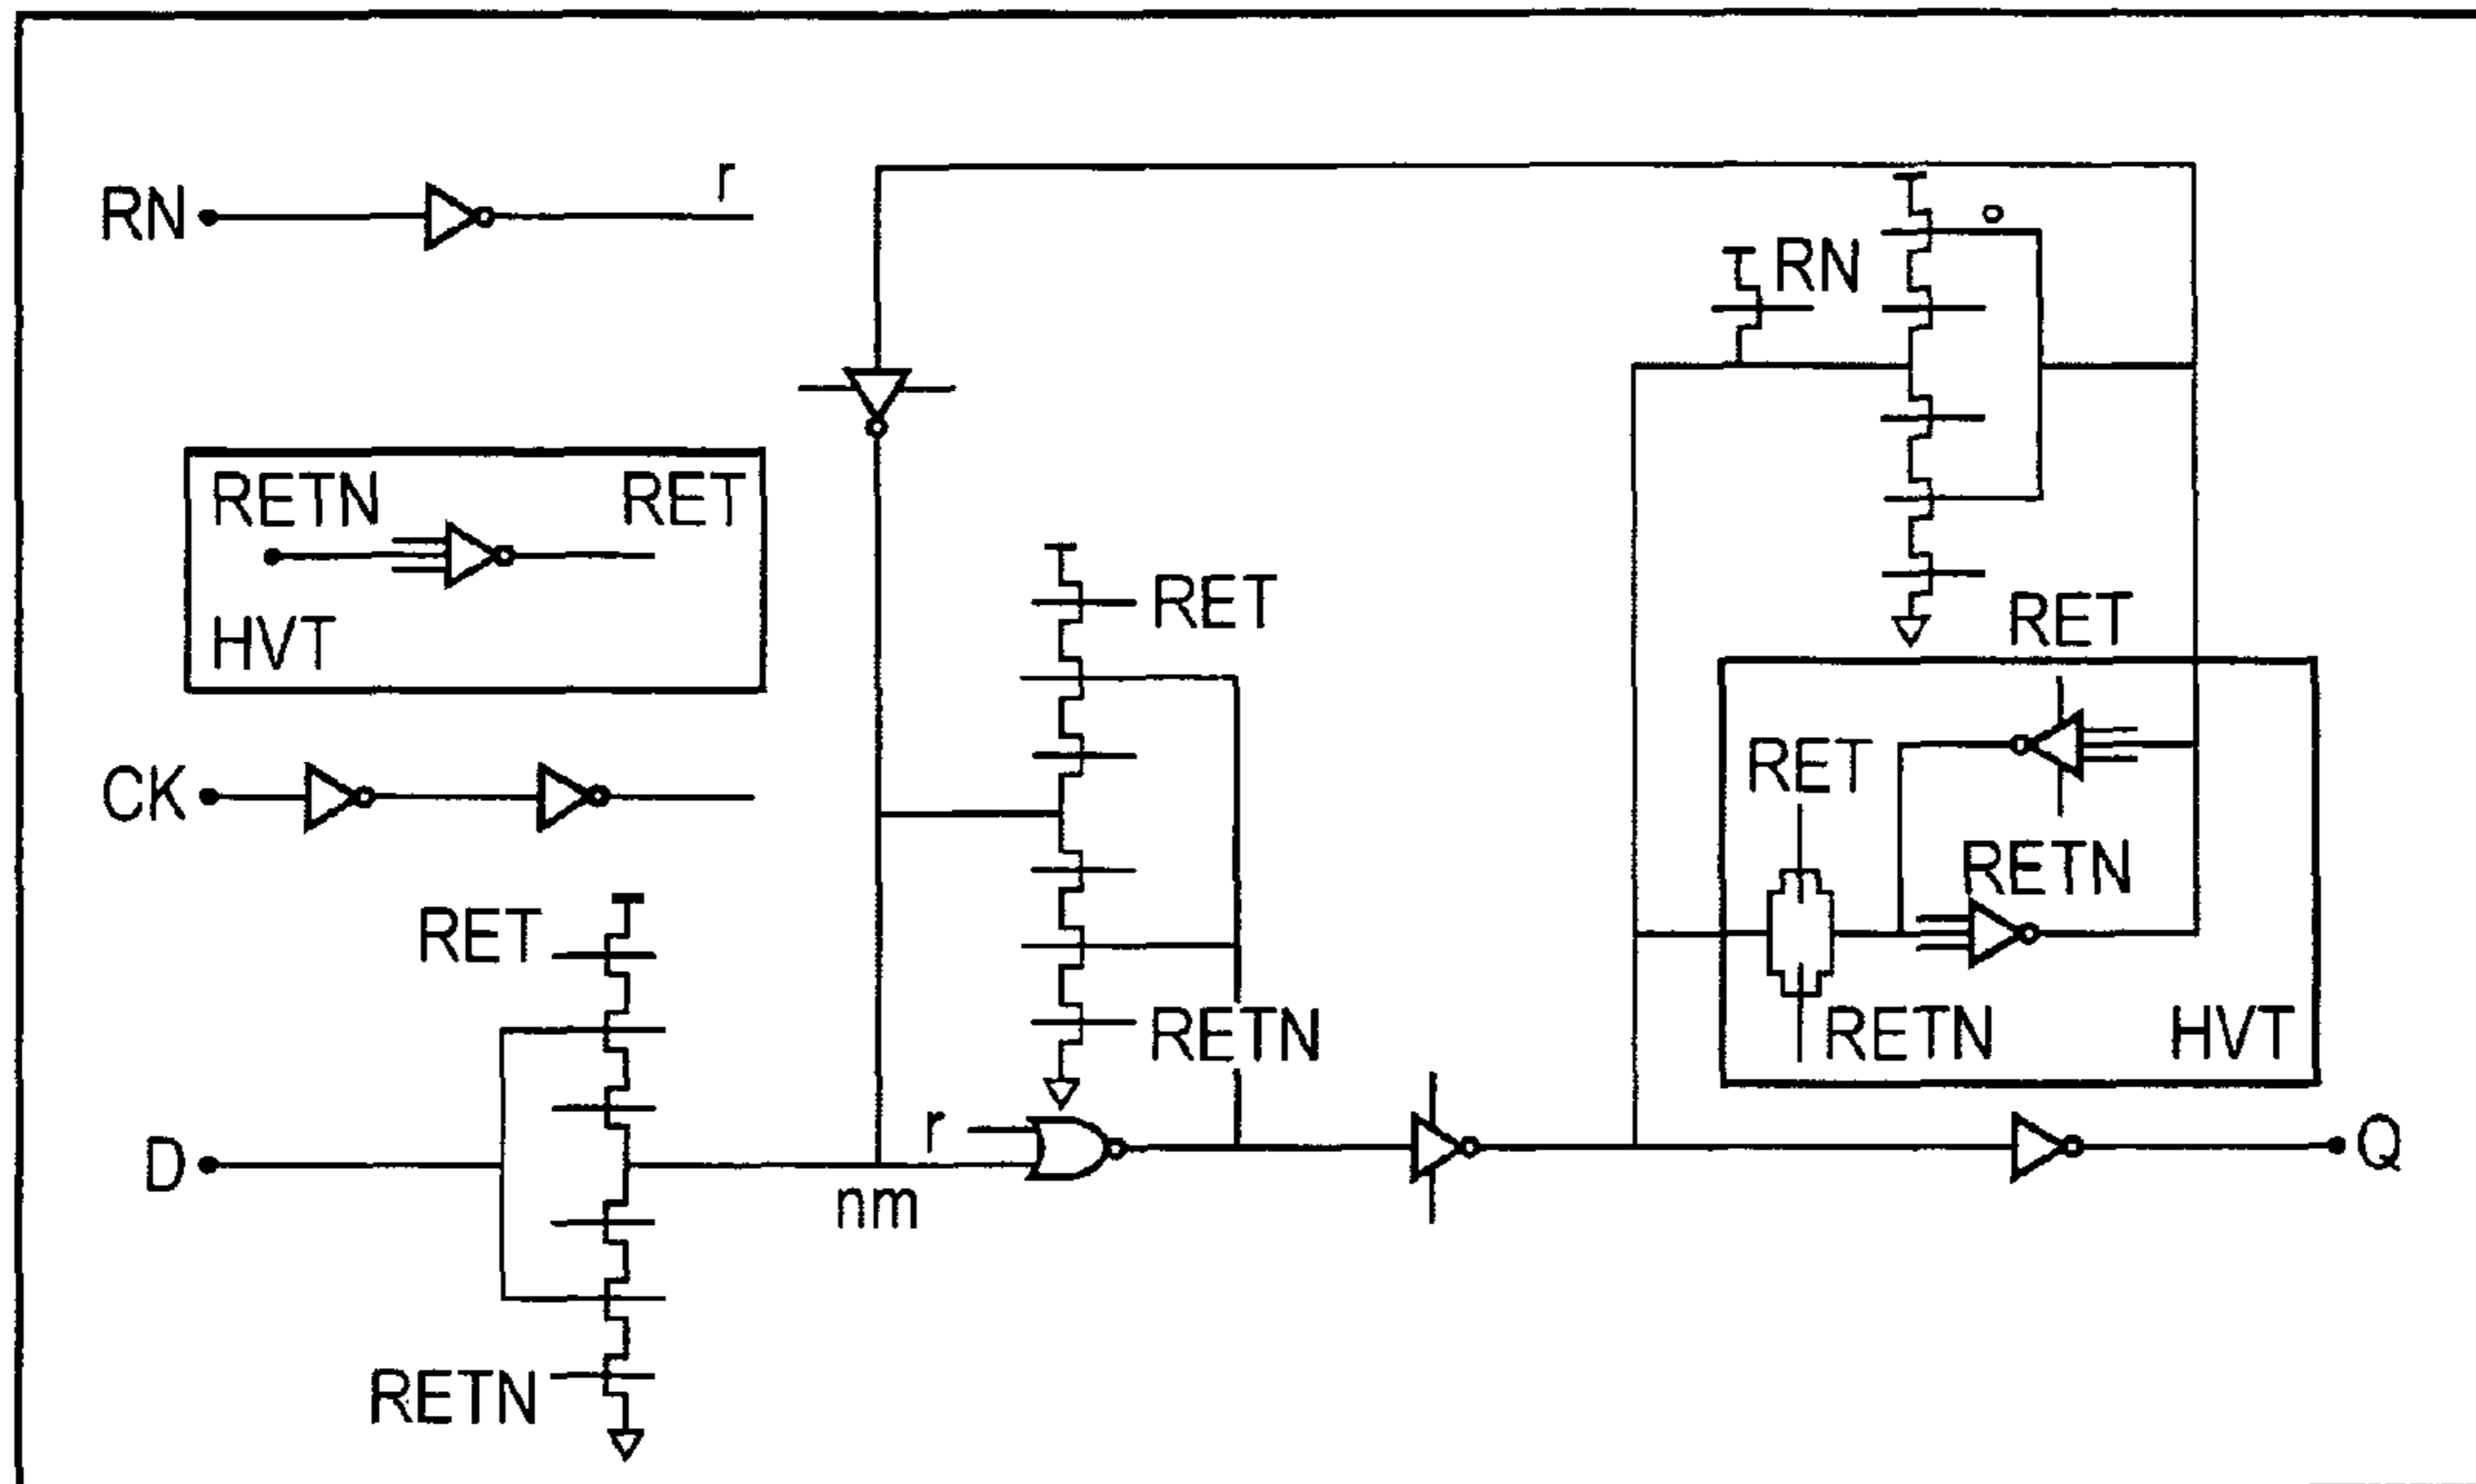 RN
r
RN
RETN RET
HVT
RET
RET
CK
RET
RETN
RET
RETN
RETN HVT
D
r
nm
Q
RETN